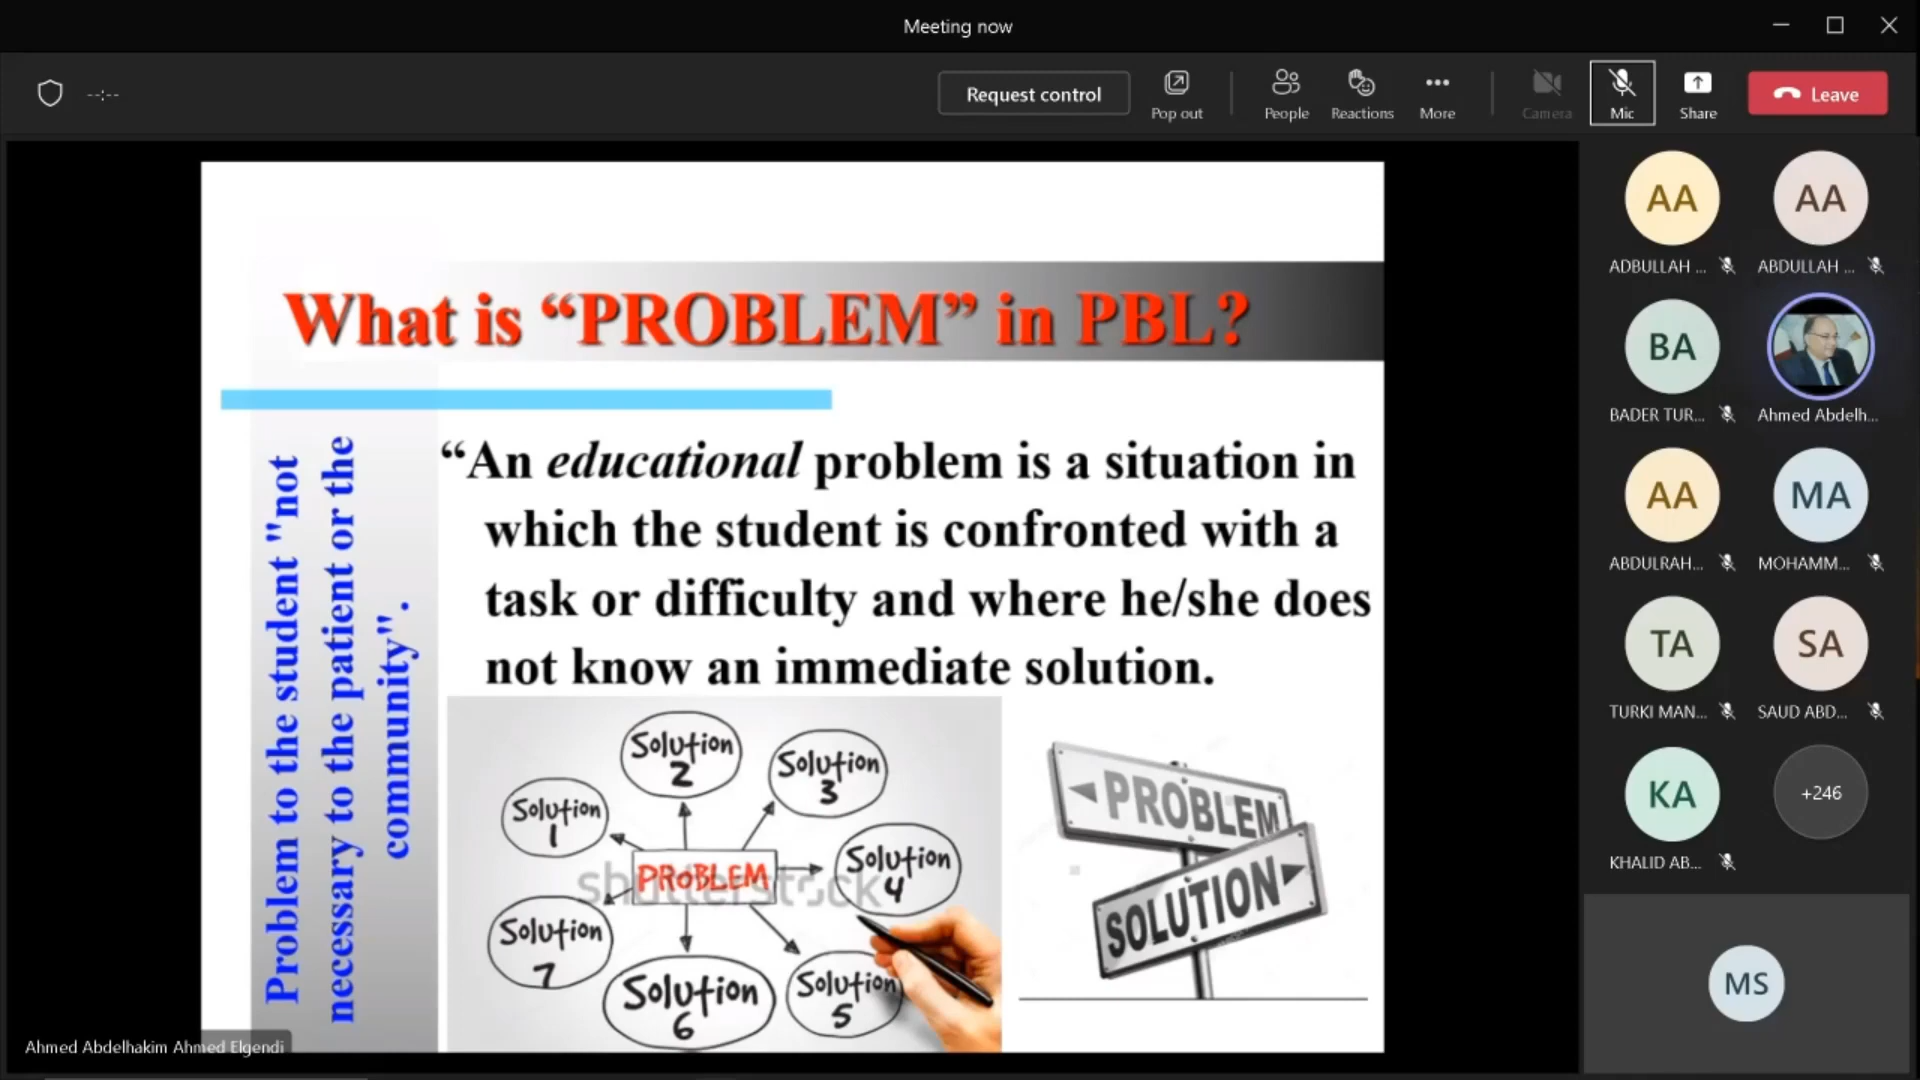 Meeting now
--:--
Request control
Pop out
People
Reactions
More
Camera
Mic
Share
Leave
What is “PROBLEM” in PBL?
Problem to the student "not
necessary to the patient or the
community".
“An educational problem is a situation in
which the student is confronted with a
task or difficulty and where he/she does
not know an immediate solution.
Solution
1
Solution
2
Solution
3
Solution
4
Solution
5
Solution
6
Solution
7
PROBLEM
shutterstock
PROBLEM
SOLUTION
AA
ADBULLAH ...
AA
ABDULLAH ...
BA
BADER TUR...
Ahmed Abdelh...
AA
ABDULRAH...
MA
MOHAMM...
TA
TURKI MAN...
SA
SAUD ABD...
KA
KHALID AB...
+246
MS
Ahmed Abdelhakim Ahmed Elgendi